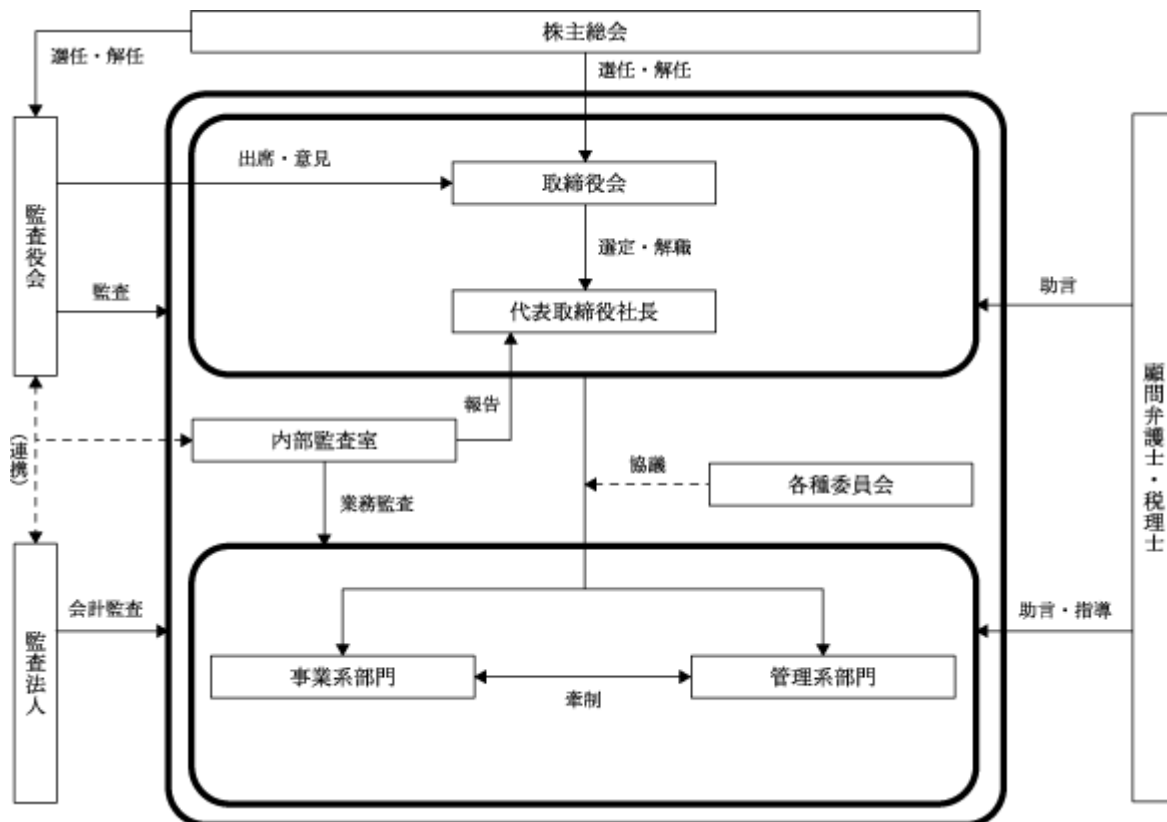 株主総会
選任・解任
選任・解任
出席・意見
取締役会
監査役会
選定・解職
監査
代表取締役社長
助言
顧問弁護士・税理士
報告
内部監査室
(連携)
協議
各種委員会
業務監査
会計監査
助言・指導
監査法人
事業系部門
管理系部門
牽制